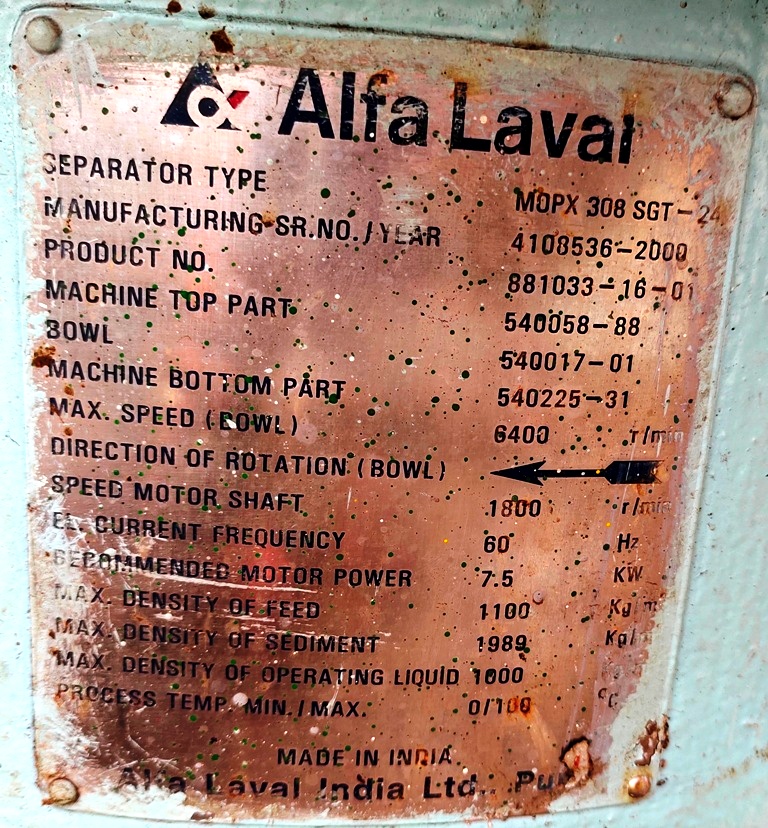 Alfa Laval
SEPARATOR TYPE MOPX 308 SGT-24
MANUFACTURING SR.NO./YEAR 4108536-2000
PRODUCT NO. 881033-16-01
MACHINE TOP PART 540058-88
BOWL 540017-01
MACHINE BOTTOM PART 540225-31
MAX. SPEED (BOWL) 6400 r/min
DIRECTION OF ROTATION (BOWL)
SPEED MOTOR SHAFT 1800 r/min
EL. CURRENT FREQUENCY 60 Hz
RECOMMENDED MOTOR POWER 7.5 KW
MAX. DENSITY OF FEED 1100
MAX. DENSITY OF SEDIMENT 1989
MAX. DENSITY OF OPERATING LIQUID 1000
PROCESS TEMP. MIN./MAX. 0/100 °C
MADE IN INDIA.
Alfa Laval India Ltd.